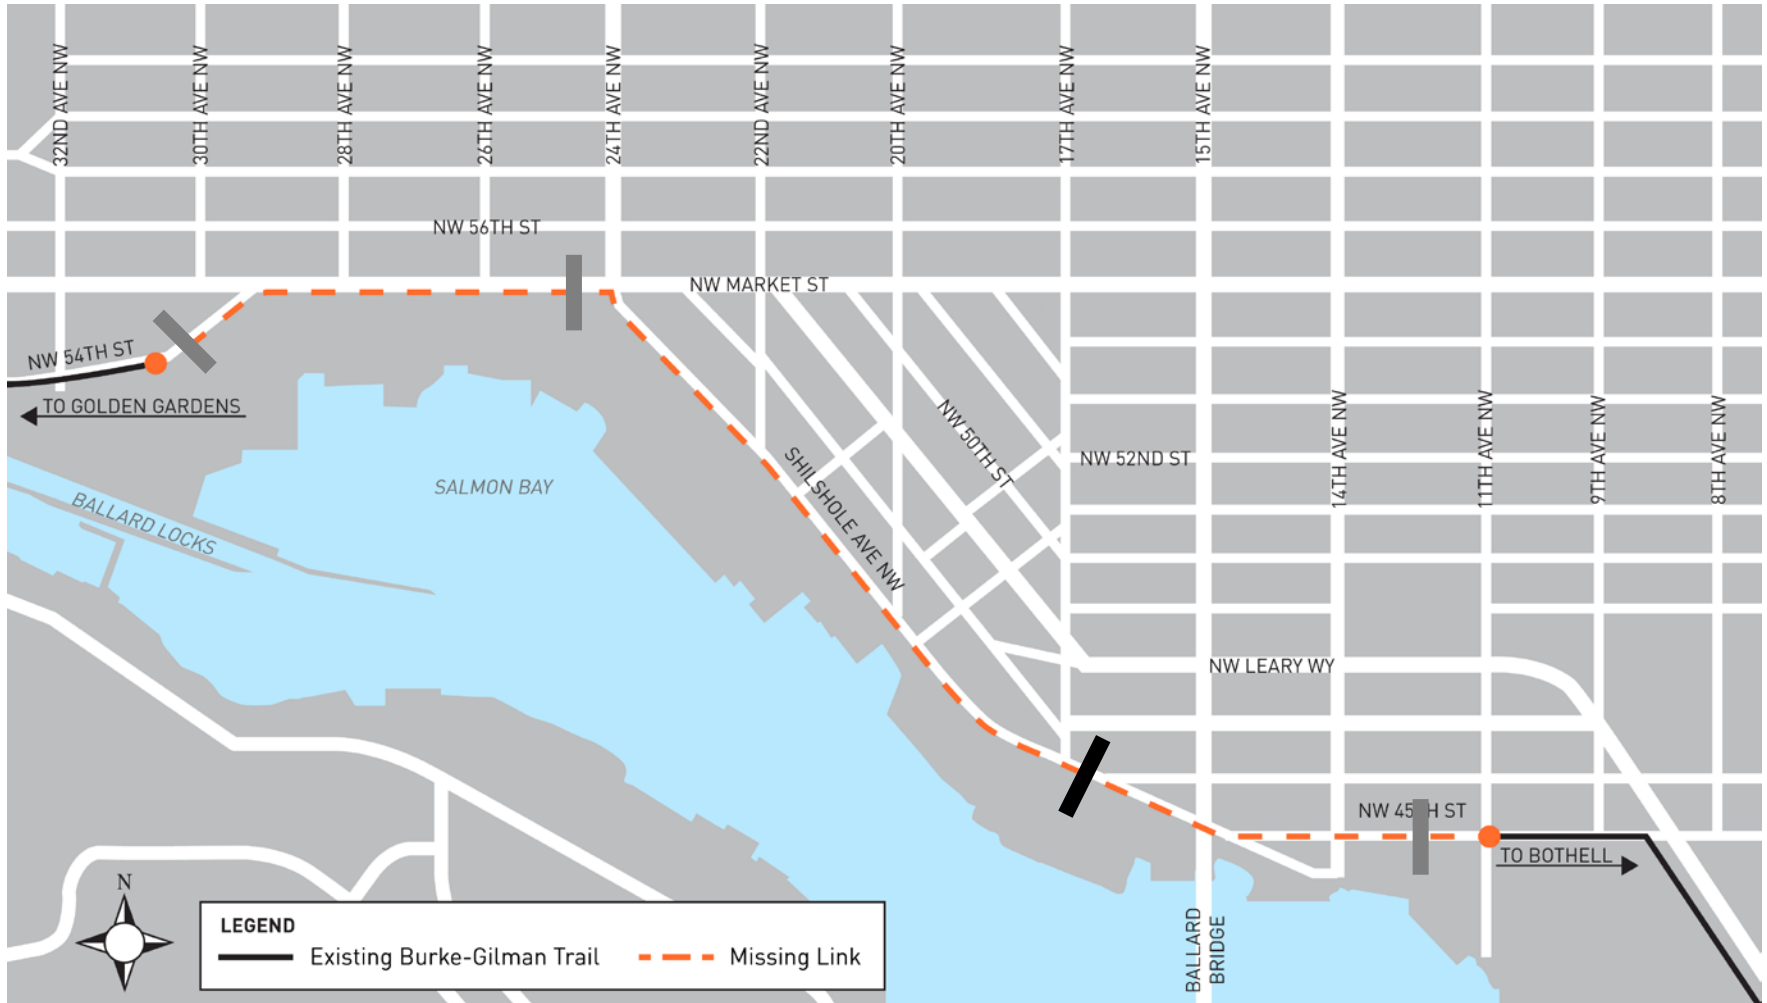 32ND AVE NW
30TH AVE NW
28TH AVE NW
26TH AVE NW
24TH AVE NW
22ND AVE NW
20TH AVE NW
17TH AVE NW
15TH AVE NW
NW 56TH ST
NW MARKET ST
NW 54TH ST
TO GOLDEN GARDENS
SALMON BAY
BALLARD LOCKS
SHILSHOLE AVE NW
NW 50TH ST
NW 52ND ST
14TH AVE NW
11TH AVE NW
9TH AVE NW
8TH AVE NW
NW LEARY WY
NW 45TH ST
TO BOTHELL
BALLARD
BRIDGE
N
LEGEND
Existing Burke-Gilman Trail
Missing Link